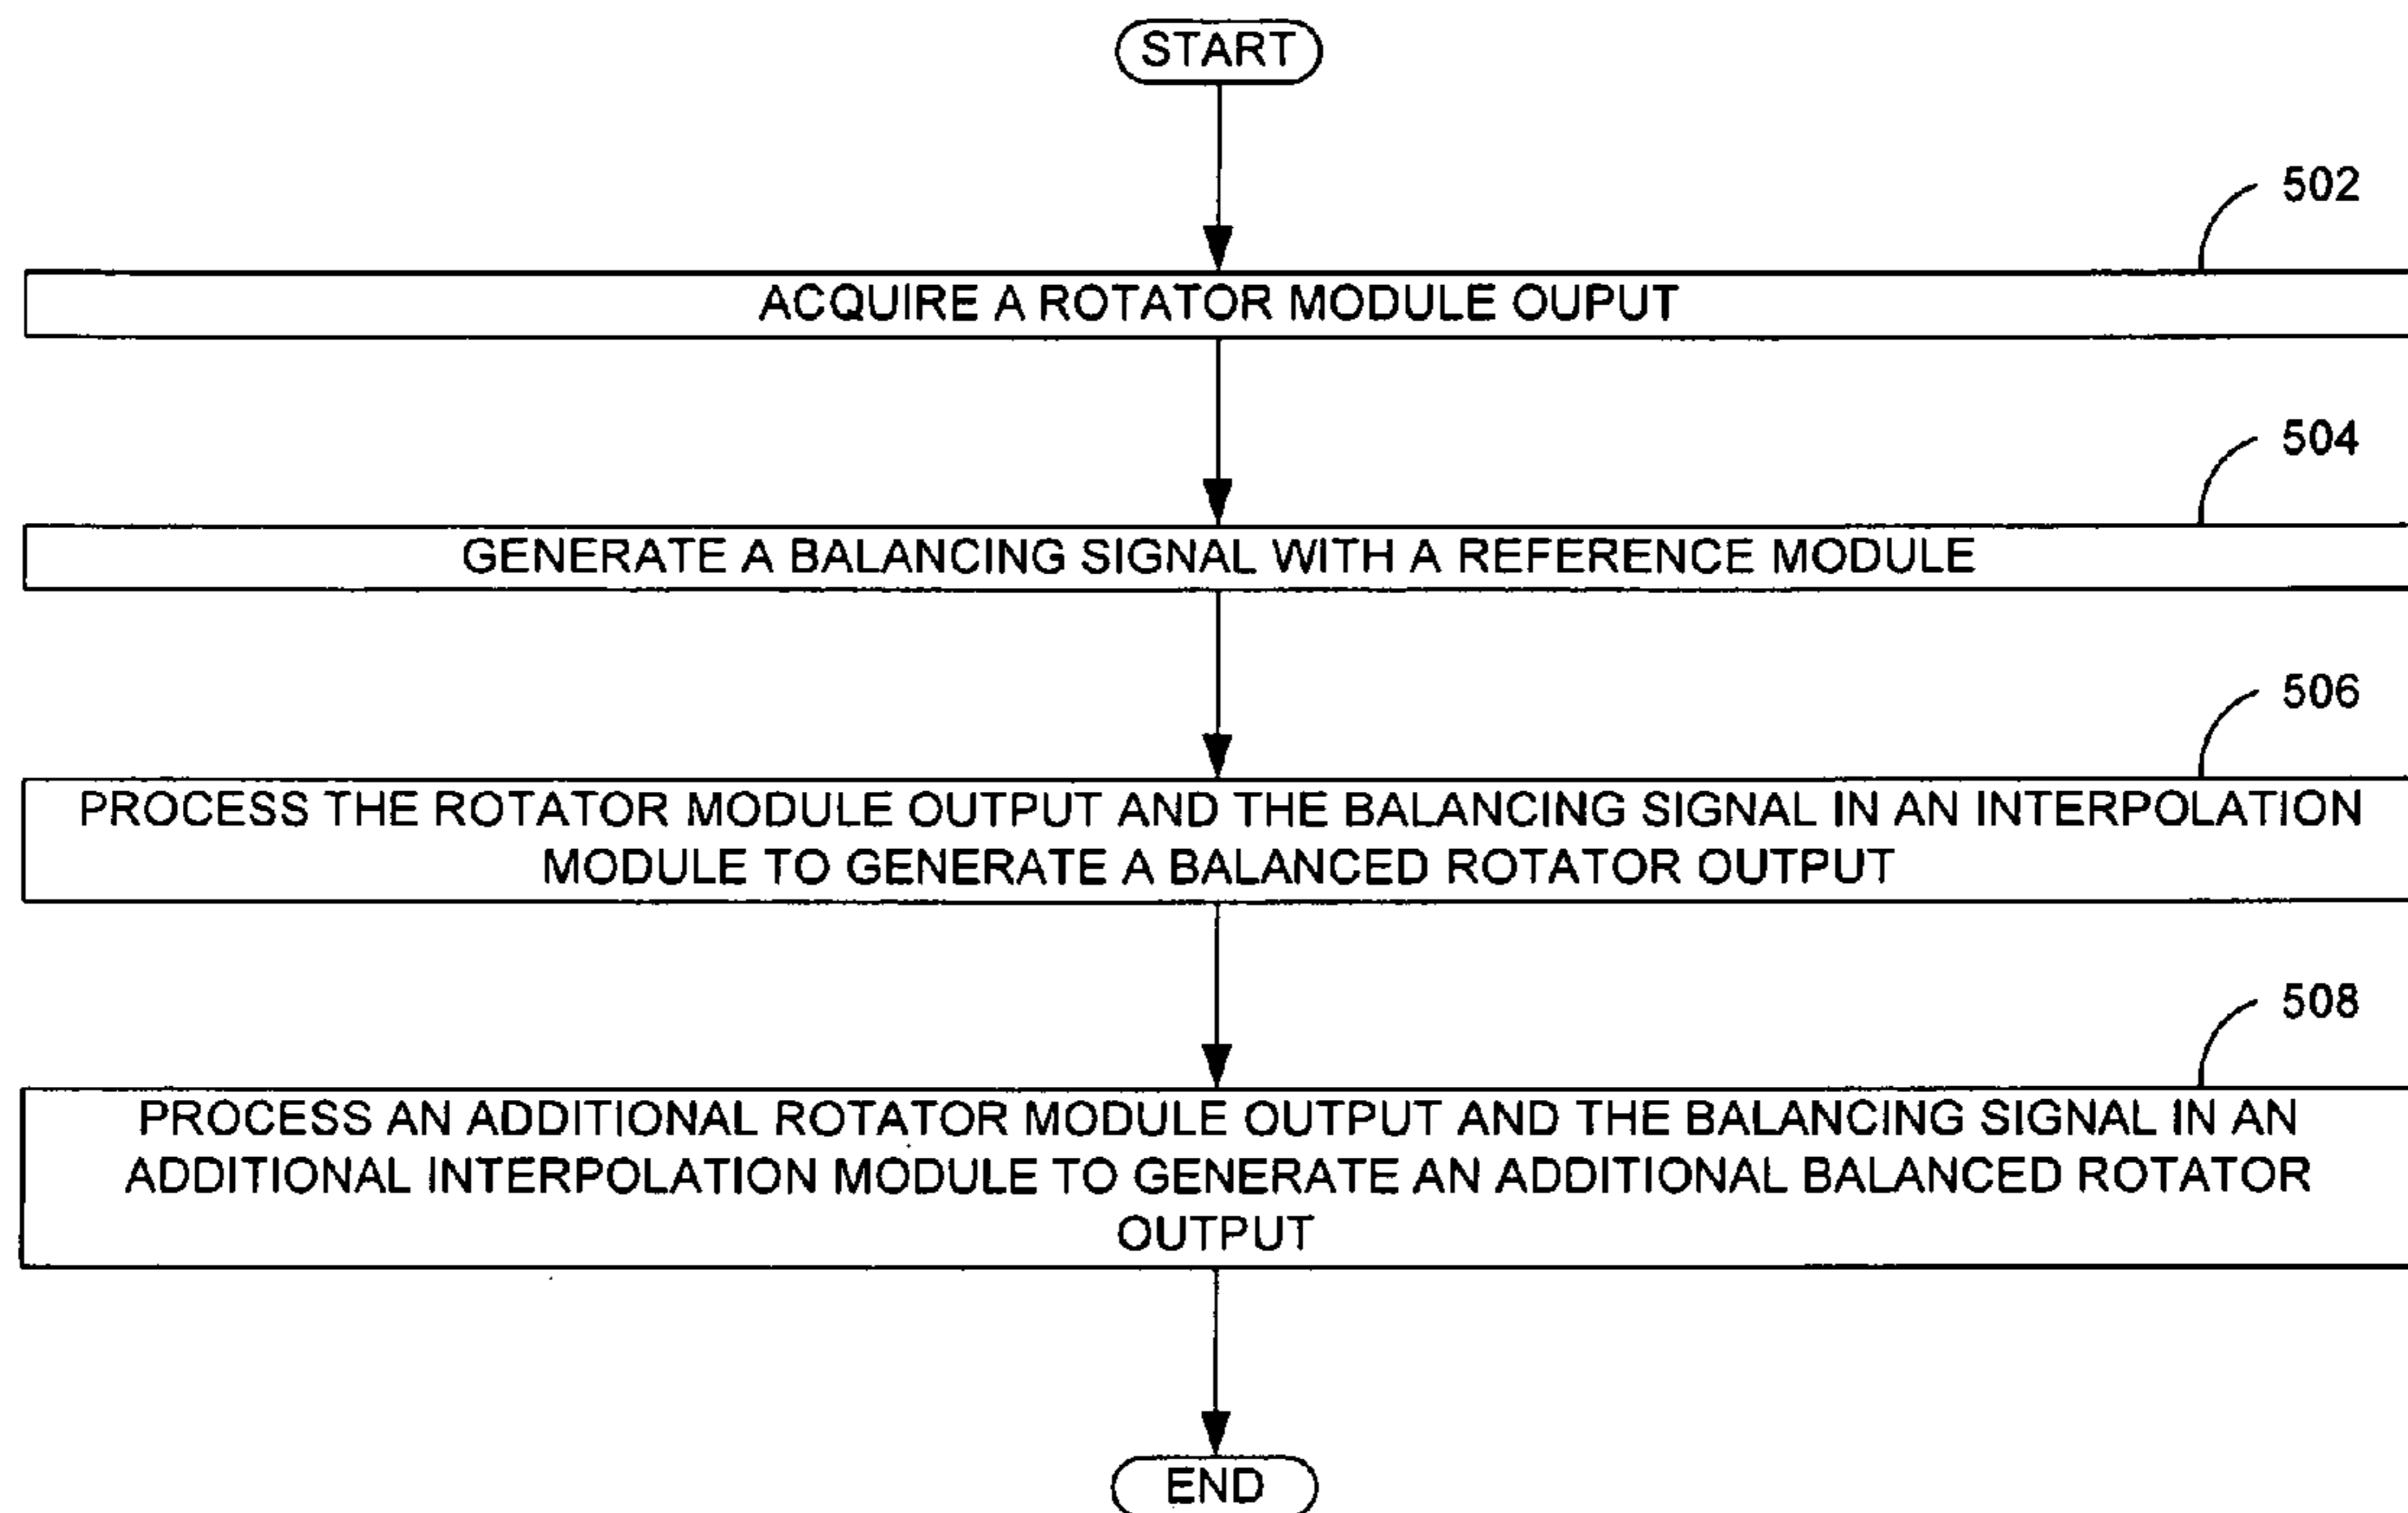 START
502
ACQUIRE A ROTATOR MODULE OUPUT
504
GENERATE A BALANCING SIGNAL WITH A REFERENCE MODULE
506
PROCESS THE ROTATOR MODULE OUTPUT AND THE BALANCING SIGNAL IN AN INTERPOLATION
MODULE TO GENERATE A BALANCED ROTATOR OUTPUT
508
PROCESS AN ADDITIONAL ROTATOR MODULE OUTPUT AND THE BALANCING SIGNAL IN AN
ADDITIONAL INTERPOLATION MODULE TO GENERATE AN ADDITIONAL BALANCED ROTATOR
OUTPUT
END